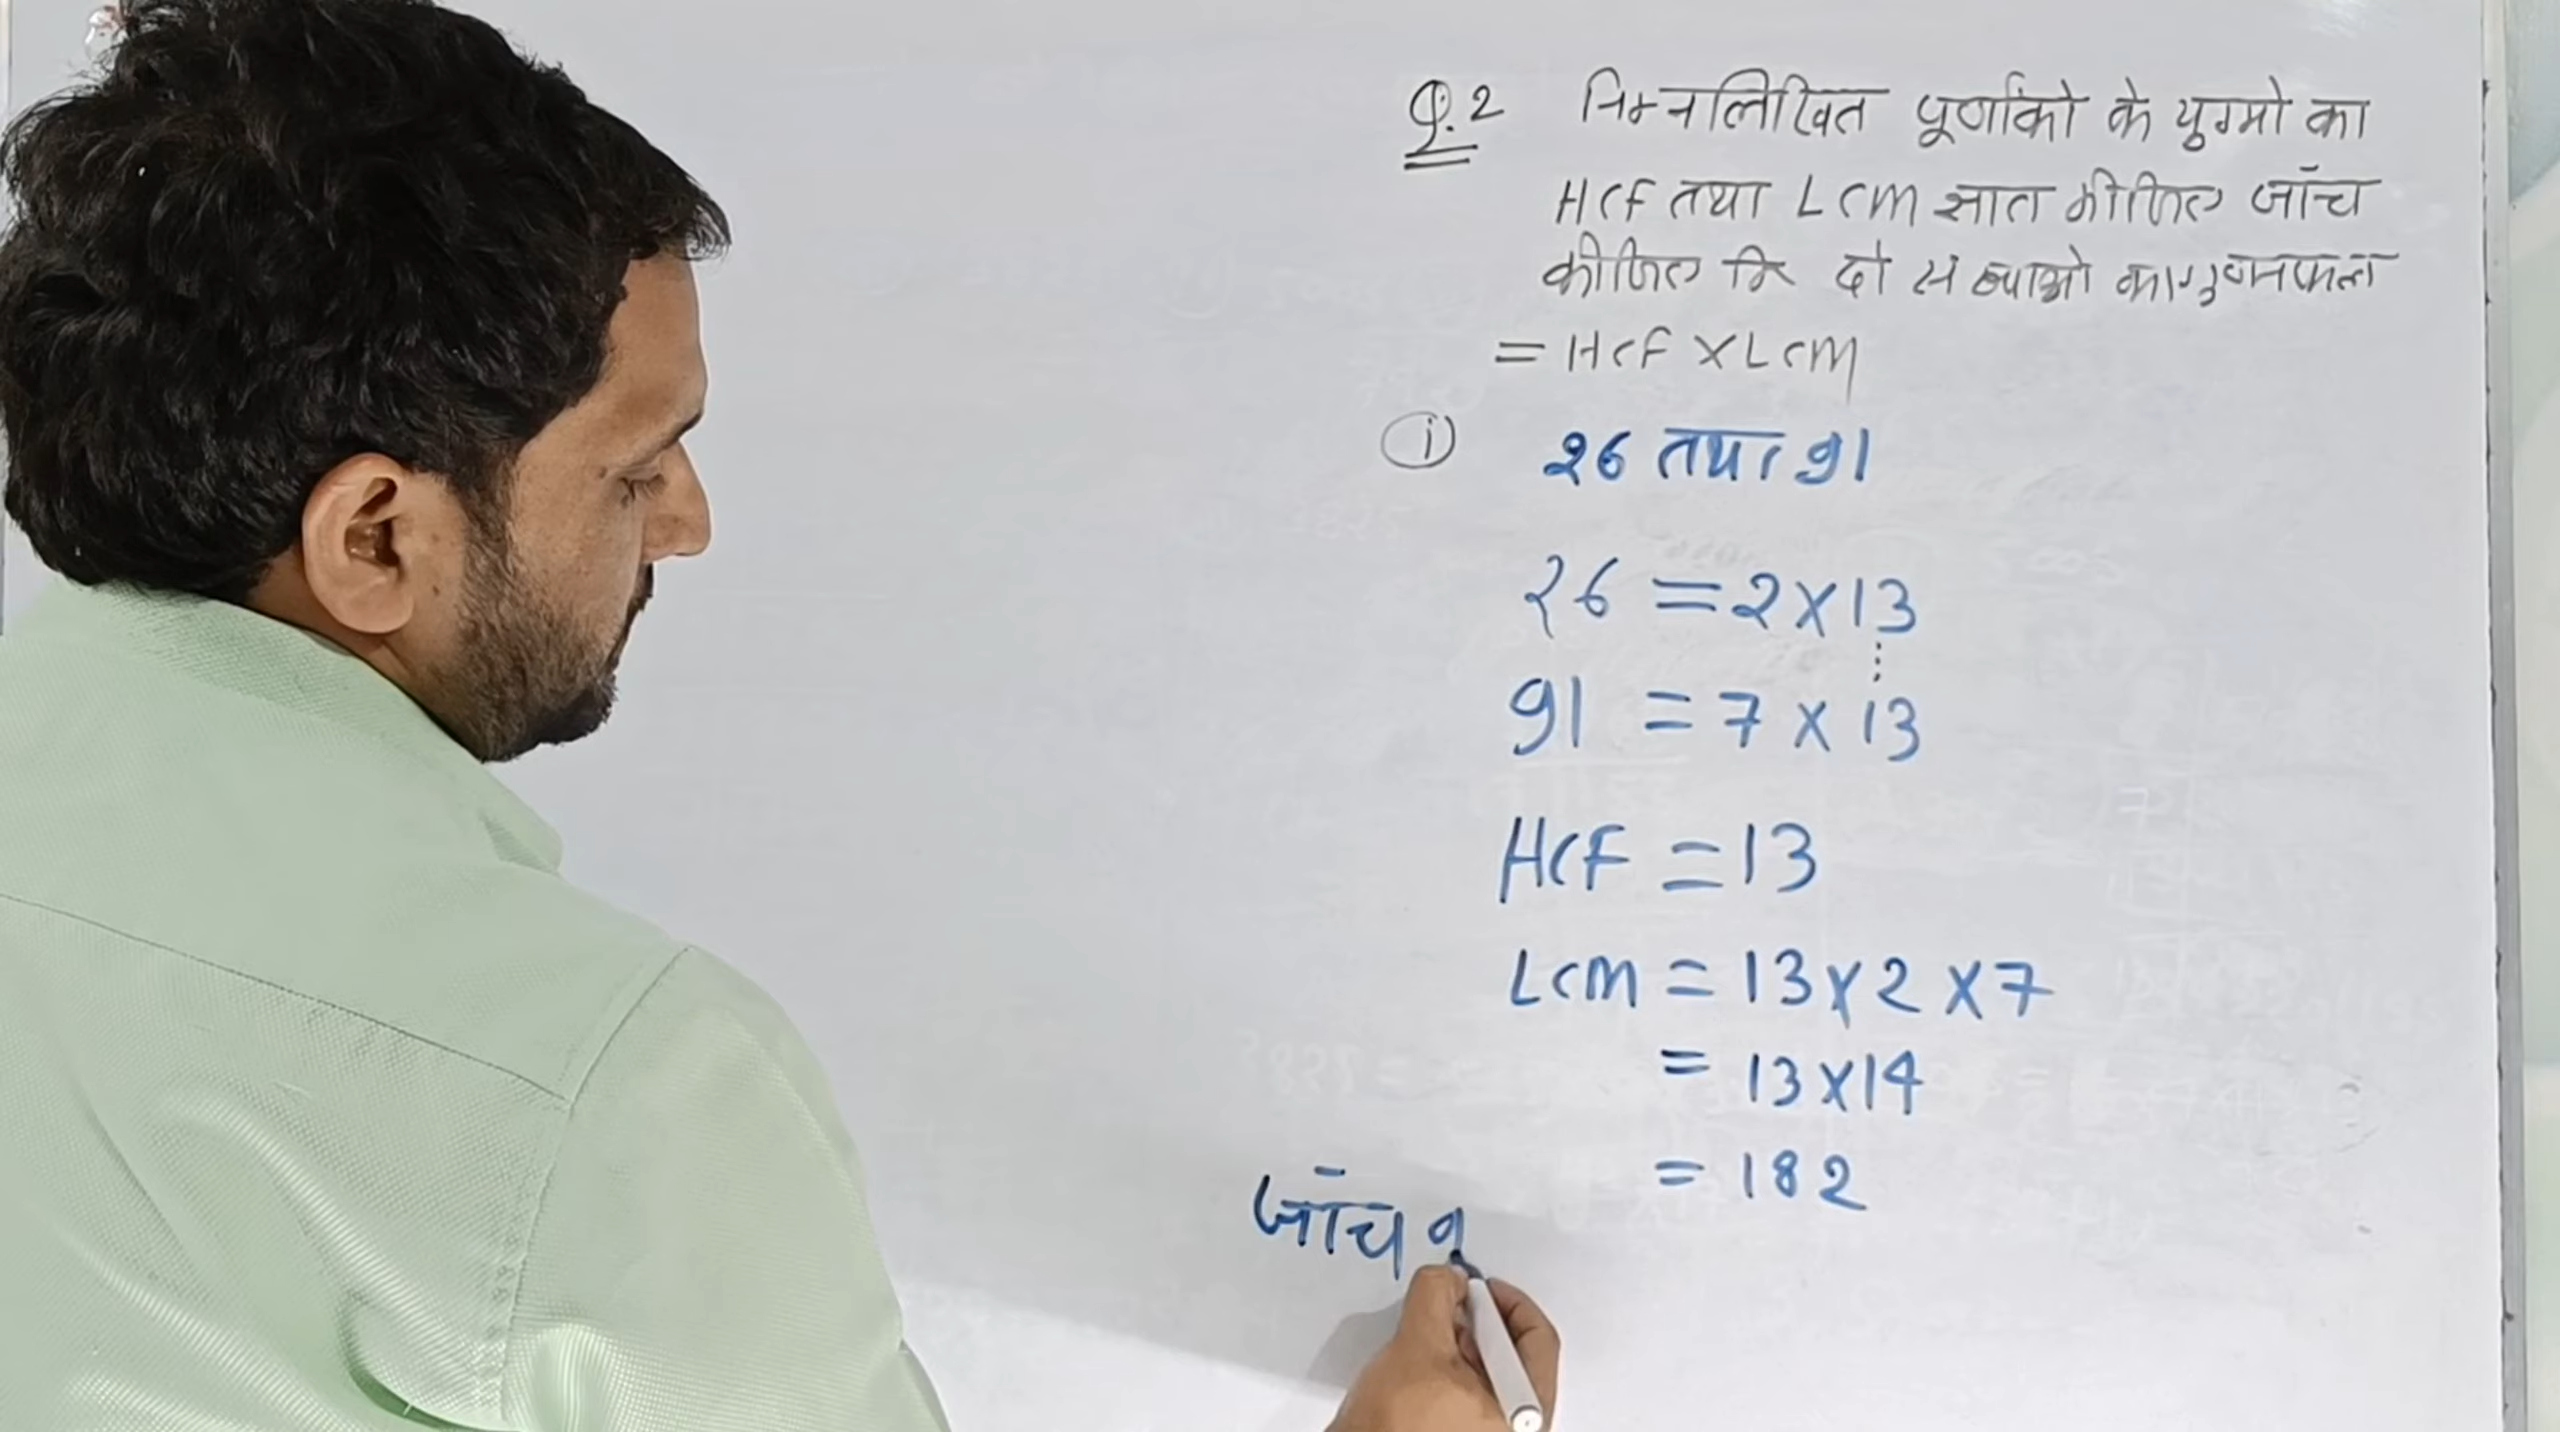 Q.2 निम्नलिखित पूर्णांको के युग्मो का
HCF तथा LCM ज्ञात कीजिए जाँच
कीजिए कि दो संख्याओ का गुणनफल
= HCF × LCM
(i) 26 तथा 91
26 = 2 × 13
91 = 7 × 13
HCF = 13
LCM = 13 × 2 × 7
= 13 × 14
= 182
जाँच